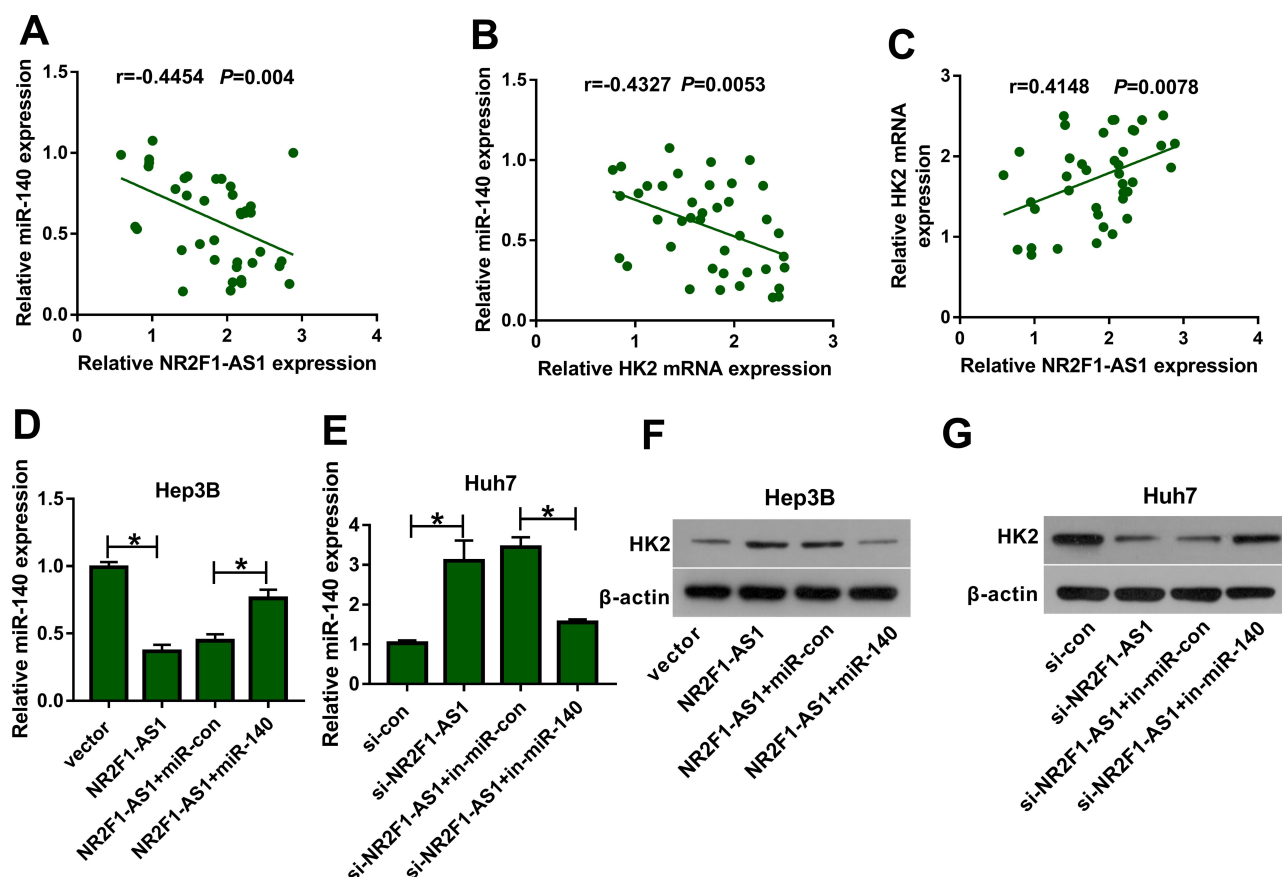 A
r=-0.4454 P=0.004
Relative miR-140 expression
1.5
1.0
0.5
0.0
1
2
3
4
Relative NR2F1-AS1 expression
B
r=-0.4327 P=0.0053
Relative miR-140 expression
1.5
1.0
0.5
0.0
0
1
2
3
Relative HK2 mRNA expression
C
r=0.4148 P=0.0078
Relative HK2 mRNA
expression
3
2
1
0
0
1
2
3
4
Relative NR2F1-AS1 expression
D
Hep3B
Relative miR-140 expression
1.5
1.0
0.5
0.0
*
*
vector
NR2F1-AS1
NR2F1-AS1+miR-con
NR2F1-AS1+miR-140
E
Huh7
Relative miR-140 expression
4
3
2
1
0
*
*
si-con
si-NR2F1-AS1
si-NR2F1-AS1+in-miR-con
si-NR2F1-AS1+in-miR-140
F
Hep3B
HK2
β-actin
vector
NR2F1-AS1
NR2F1-AS1+miR-con
NR2F1-AS1+miR-140
G
Huh7
HK2
β-actin
si-con
si-NR2F1-AS1
si-NR2F1-AS1+in-miR-con
si-NR2F1-AS1+in-miR-140